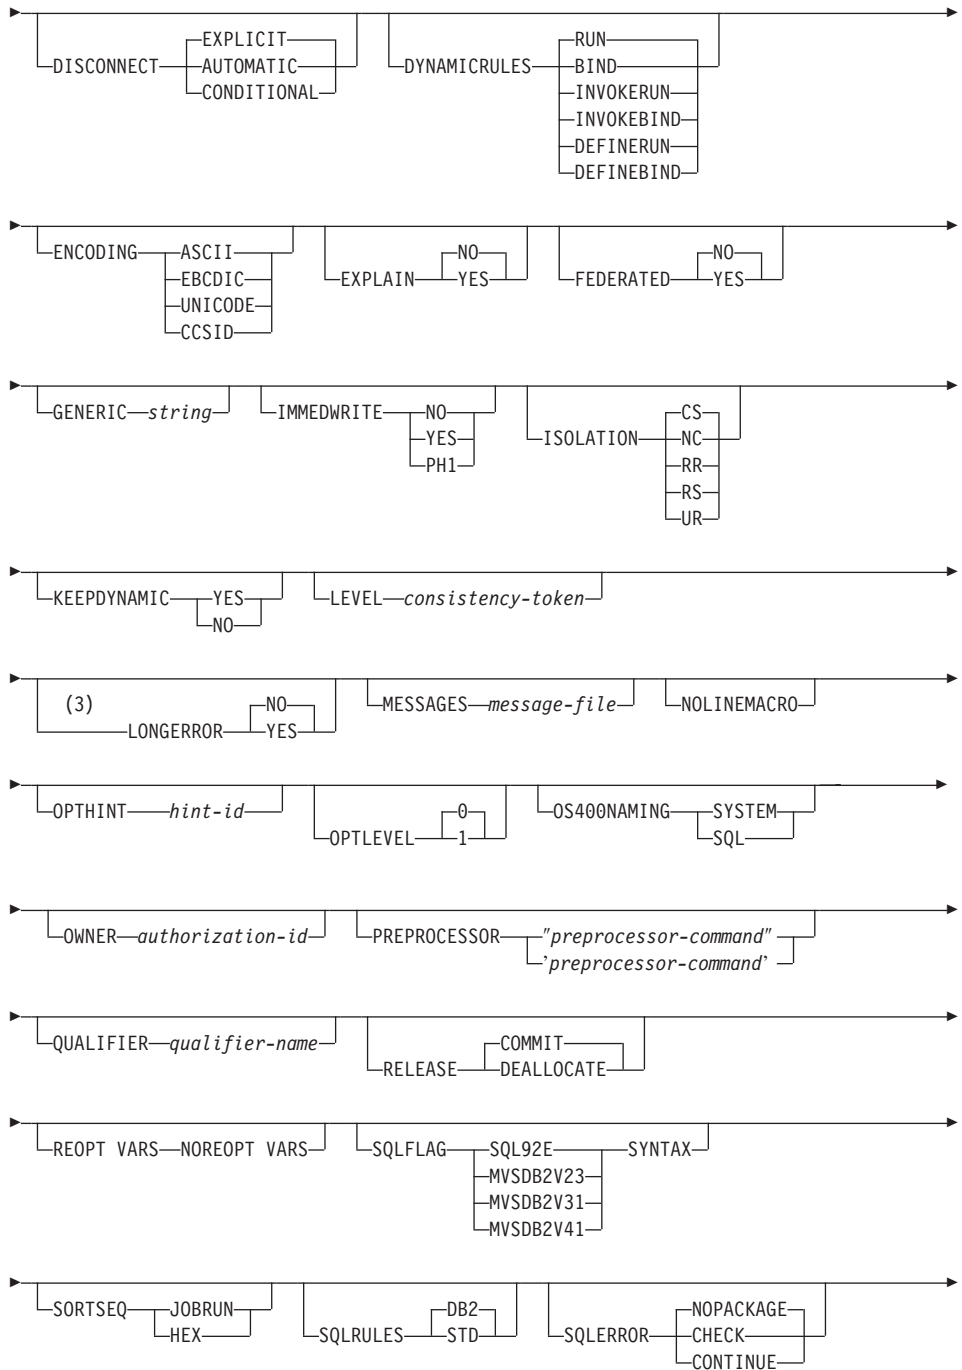 EXPLICIT RUN
DISCONNECT AUTOMATIC DYNAMICRULES BIND
CONDITIONAL INVOKERUN
INVOKEBIND
DEFINERUN
DEFINEBIND
ENCODING ASCII NO NO
EBCDIC EXPLAIN YES FEDERATED YES
UNICODE
CCSID
GENERIC string IMMEDWRITE NO CS
YES ISOLATION NC
PH1 RR
RS
UR
KEEPDYNAMIC YES LEVEL consistency-token
NO
(3) NO MESSAGES message-file NOLINEMACRO
LONGERROR YES
OPTHINT hint-id 0 OS400NAMING SYSTEM
OPTLEVEL 1 SQL
OWNER authorization-id PREPROCESSOR "preprocessor-command"
'preprocessor-command'
QUALIFIER qualifier-name COMMIT
RELEASE DEALLOCATE
REOPT VARS NOREOPT VARS SQLFLAG SQL92E SYNTAX
MVSDB2V23
MVSDB2V31
MVSDB2V41
SORTSEQ JOBRUN DB2 NOPACKAGE
HEX SQLRULES STD SQLERROR CHECK
CONTINUE